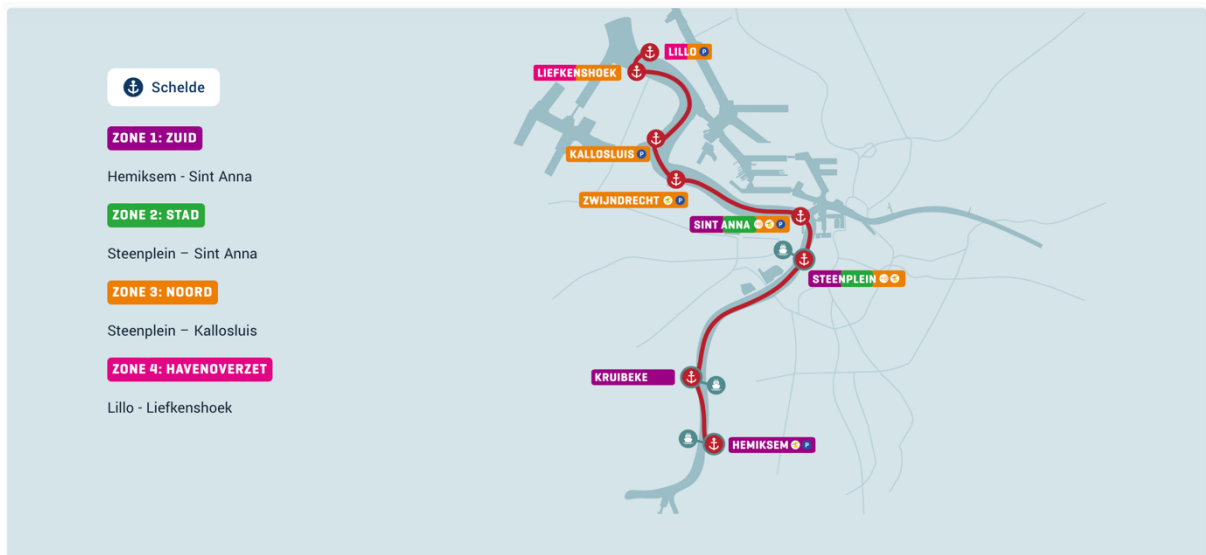 Schelde
ZONE 1: ZUID
Hemiksem - Sint Anna
ZONE 2: STAD
Steenplein – Sint Anna
ZONE 3: NOORD
Steenplein – Kallosluis
ZONE 4: HAVENOVERZET
Lillo - Liefkenshoek
LILLO P
LIEFKENSHOEK
KALLOSLUIS P
ZWIJNDRECHT P
SINT ANNA P
STEENPLEIN
KRUIBEKE
HEMIKSEM P